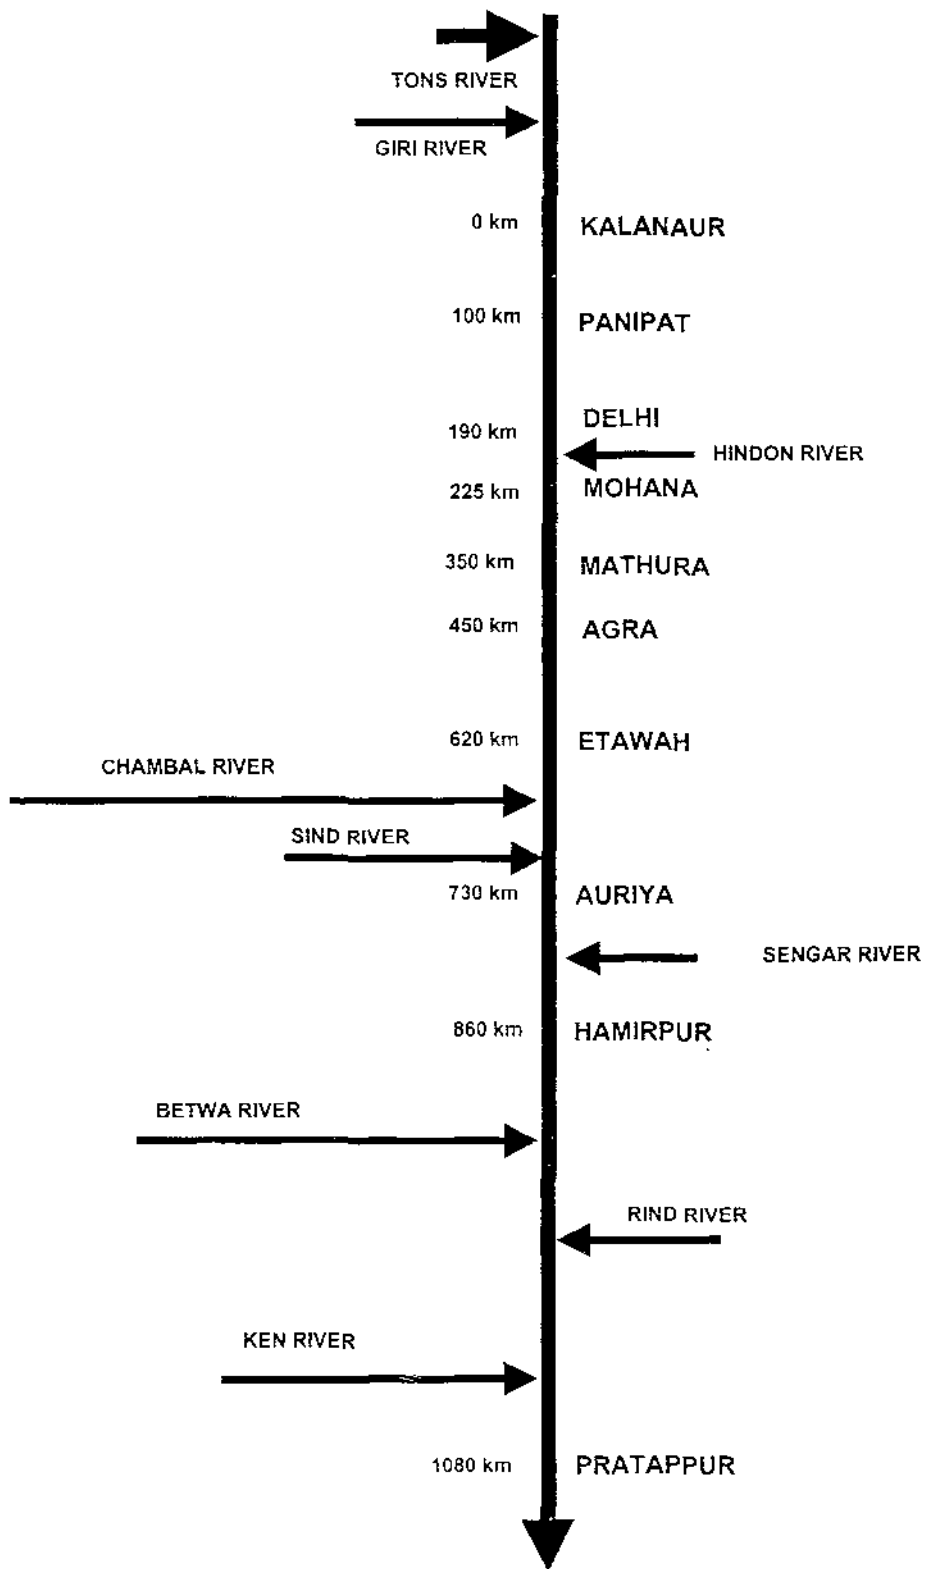 TONS RIVER
GIRI RIVER
0 km KALANAUR
100 km PANIPAT
DELHI
190 km
HINDON RIVER
225 km MOHANA
350 km MATHURA
450 km AGRA
620 km ETAWAH
CHAMBAL RIVER
SIND RIVER
730 km AURIYA
SENGAR RIVER
860 km HAMIRPUR
BETWA RIVER
RIND RIVER
KEN RIVER
1080 km PRATAPPUR